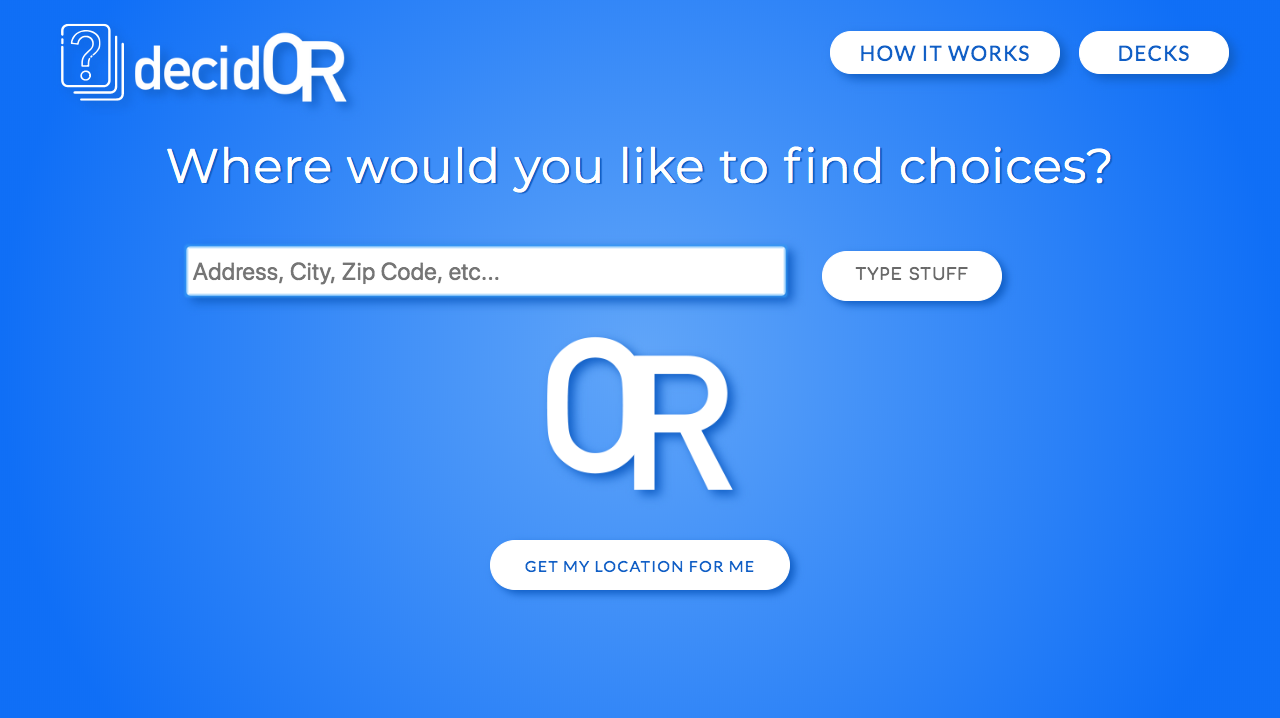 ?
decidOR
HOW IT WORKS
DECKS
Where would you like to find choices?
Address, City, Zip Code, etc...
TYPE STUFF
OR
GET MY LOCATION FOR ME